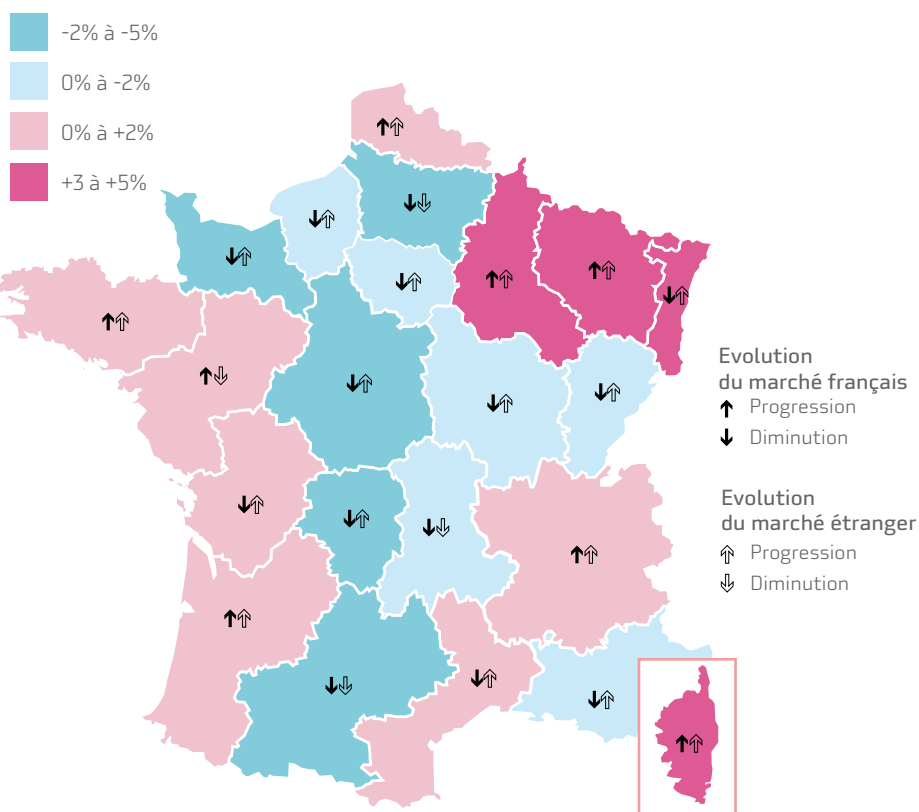 -2% à -5%
0% à -2%
0% à +2%
+3 à +5%
Evolution
du marché français
Progression
Diminution
Evolution
du marché étranger
Progression
Diminution